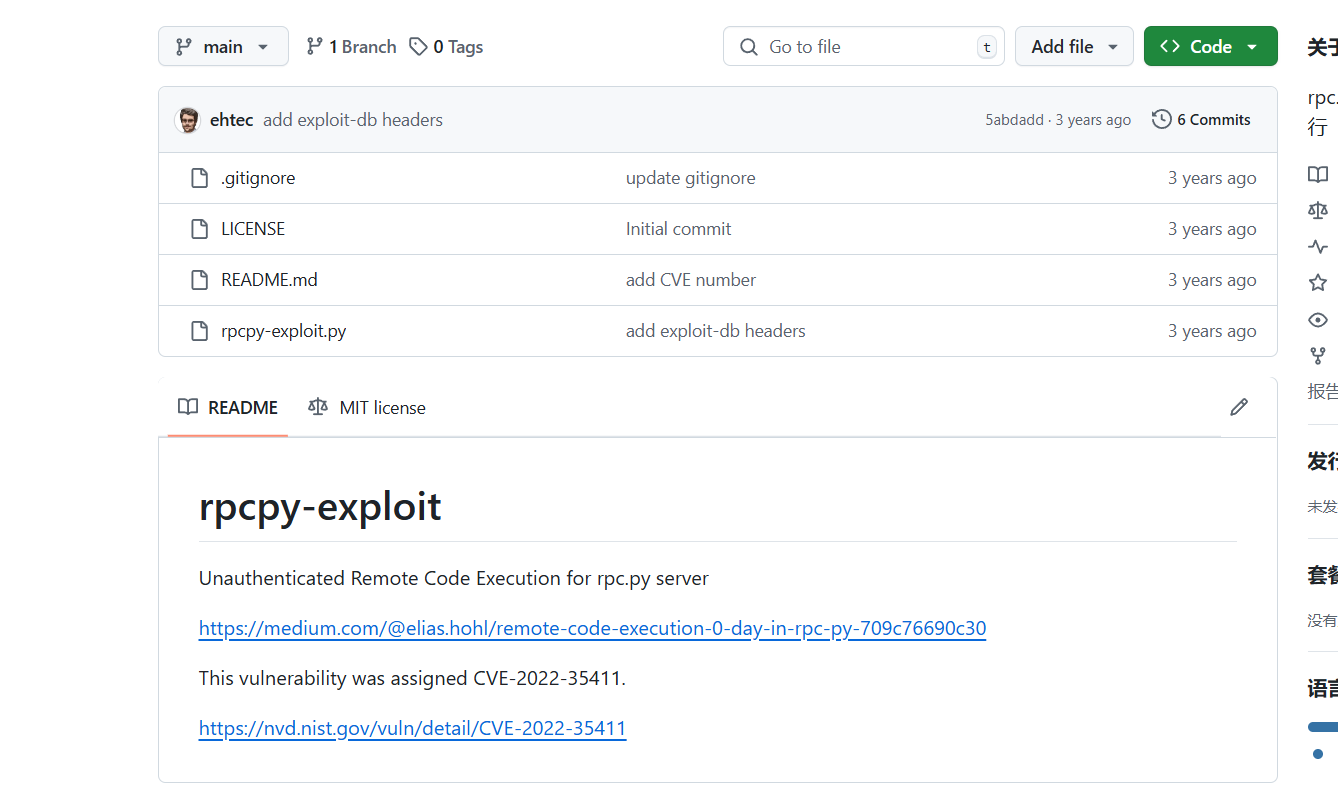 main 1 Branch 0 Tags Go to file t Add file Code
ehtec add exploit-db headers 5abdadd · 3 years ago 6 Commits
.gitignore update gitignore 3 years ago
LICENSE Initial commit 3 years ago
README.md add CVE number 3 years ago
rpcpy-exploit.py add exploit-db headers 3 years ago
README MIT license
rpcpy-exploit
Unauthenticated Remote Code Execution for rpc.py server
https://medium.com/@elias.hohl/remote-code-execution-0-day-in-rpc-py-709c76690c30
This vulnerability was assigned CVE-2022-35411.
https://nvd.nist.gov/vuln/detail/CVE-2022-35411
关于
rpc.
行
报告
发行
未发
套餐
没有
语言